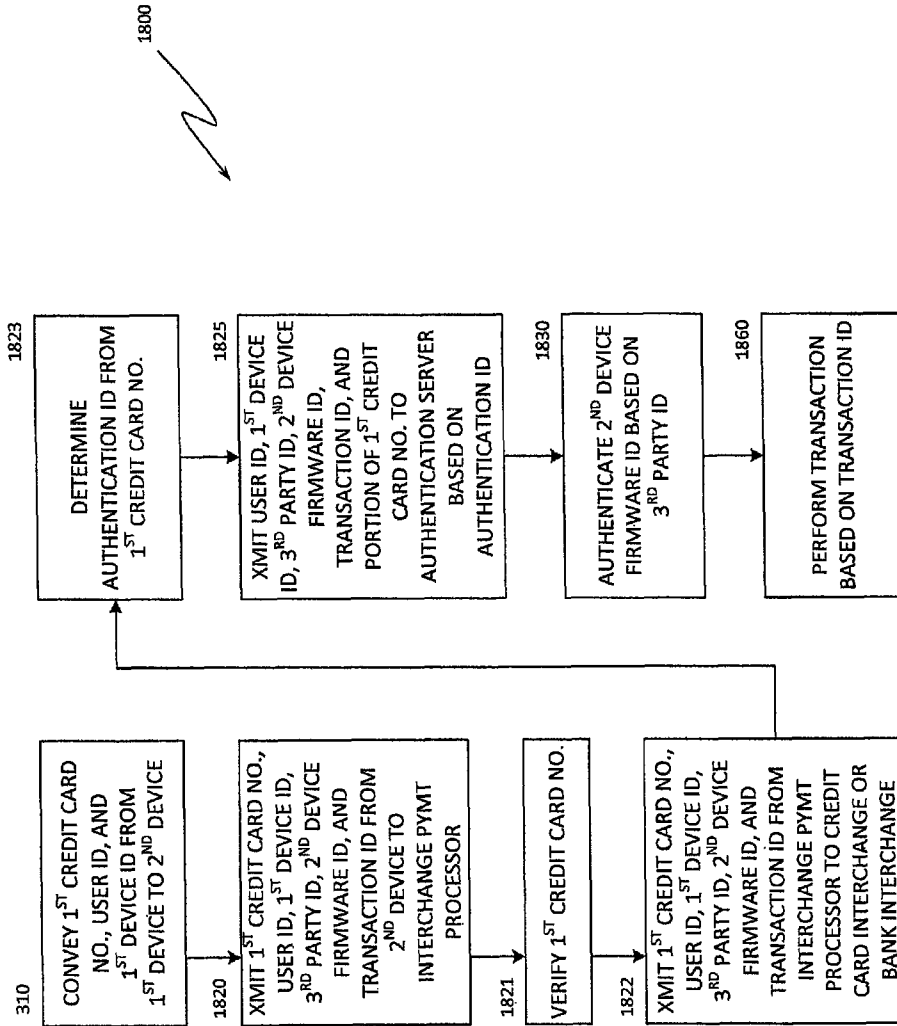 1800
310
CONVEY 1ST CREDIT CARD
NO., USER ID, AND
1ST DEVICE ID FROM
1ST DEVICE TO 2ND DEVICE
1820
XMIT 1ST CREDIT CARD NO.,
USER ID, 1ST DEVICE ID,
3RD PARTY ID, 2ND DEVICE
FIRMWARE ID, AND
TRANSACTION ID FROM
2ND DEVICE TO
INTERCHANGE PYMT
PROCESSOR
1821
VERIFY 1ST CREDIT CARD NO.
1822
XMIT 1ST CREDIT CARD NO.,
USER ID, 1ST DEVICE ID,
3RD PARTY ID, 2ND DEVICE
FIRMWARE ID, AND
TRANSACTION ID FROM
INTERCHANGE PYMT
PROCESSOR TO CREDIT
CARD INTERCHANGE OR
BANK INTERCHANGE
1823
DETERMINE
AUTHENTICATION ID FROM
1ST CREDIT CARD NO.
1825
XMIT USER ID, 1ST DEVICE
ID, 3RD PARTY ID, 2ND DEVICE
FIRMWARE ID,
TRANSACTION ID, AND
PORTION OF 1ST CREDIT
CARD NO. TO
AUTHENTICATION SERVER
BASED ON
AUTHENTICATION ID
1830
AUTHENTICATE 2ND DEVICE
FIRMWARE ID BASED ON
3RD PARTY ID
1860
PERFORM TRANSACTION
BASED ON TRANSACTION ID